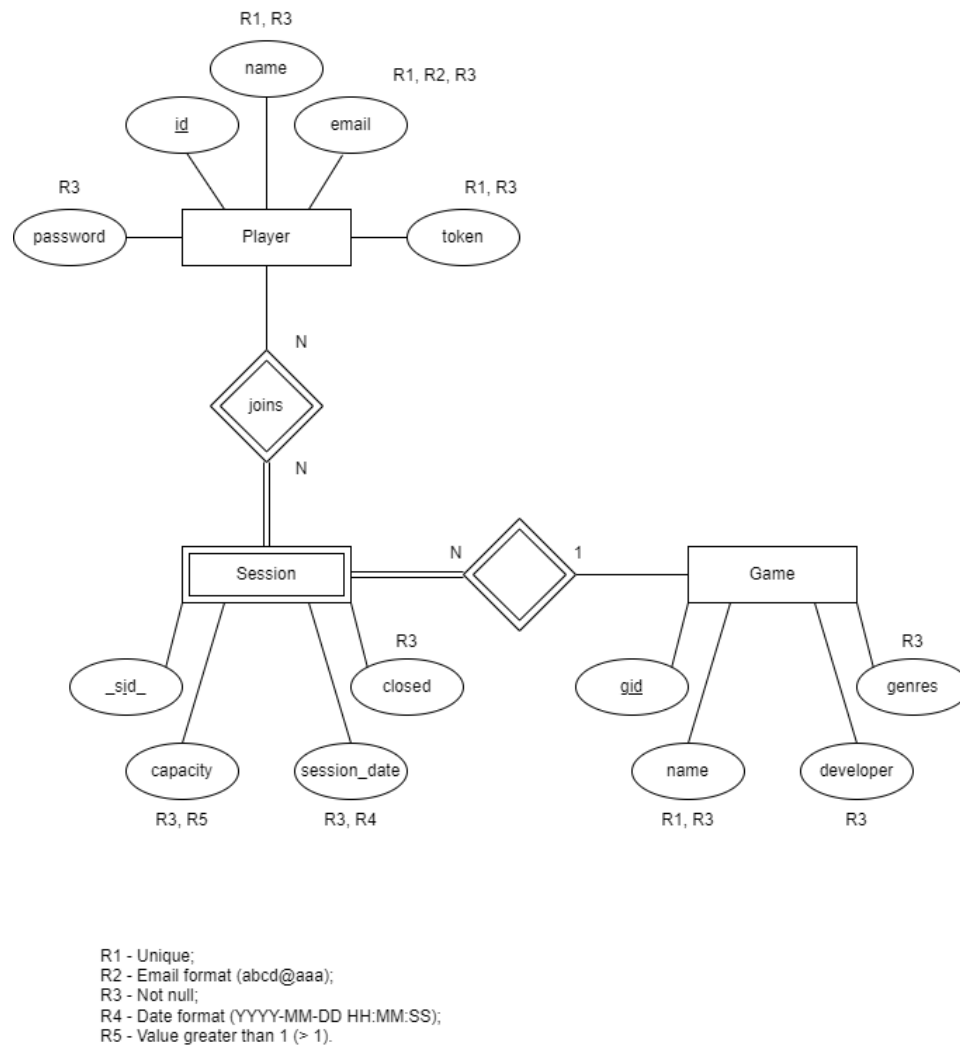 R1, R3
name
R1, R2, R3
id
email
R3
R1, R3
password
Player
token
N
joins
N
Session
N
1
Game
R3
R3
_sid_
closed
gid
genres
capacity
session_date
name
developer
R3, R5
R3, R4
R1, R3
R3
R1 - Unique;
R2 - Email format (abcd@aaa);
R3 - Not null;
R4 - Date format (YYYY-MM-DD HH:MM:SS);
R5 - Value greater than 1 (> 1).